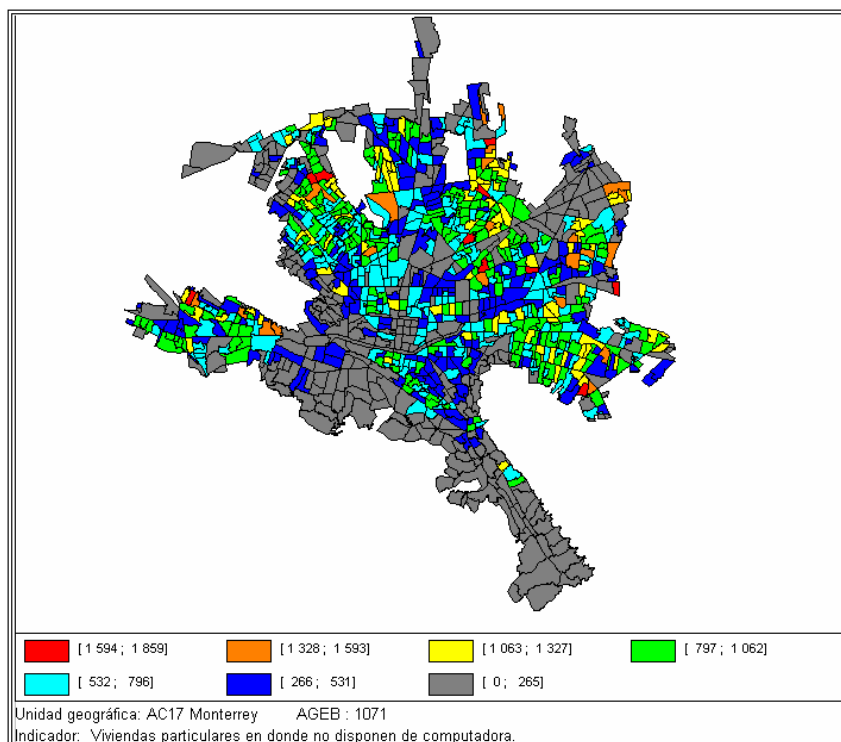 [ 1 594 ; 1 859] [ 1 328 ; 1 593] [ 1 063 ; 1 327] [ 797 ; 1 062]
[ 532 ; 796] [ 266 ; 531] [ 0 ; 265]
Unidad geográfica: AC17 Monterrey AGEB : 1071
Indicador: Viviendas particulares en donde no disponen de computadora.